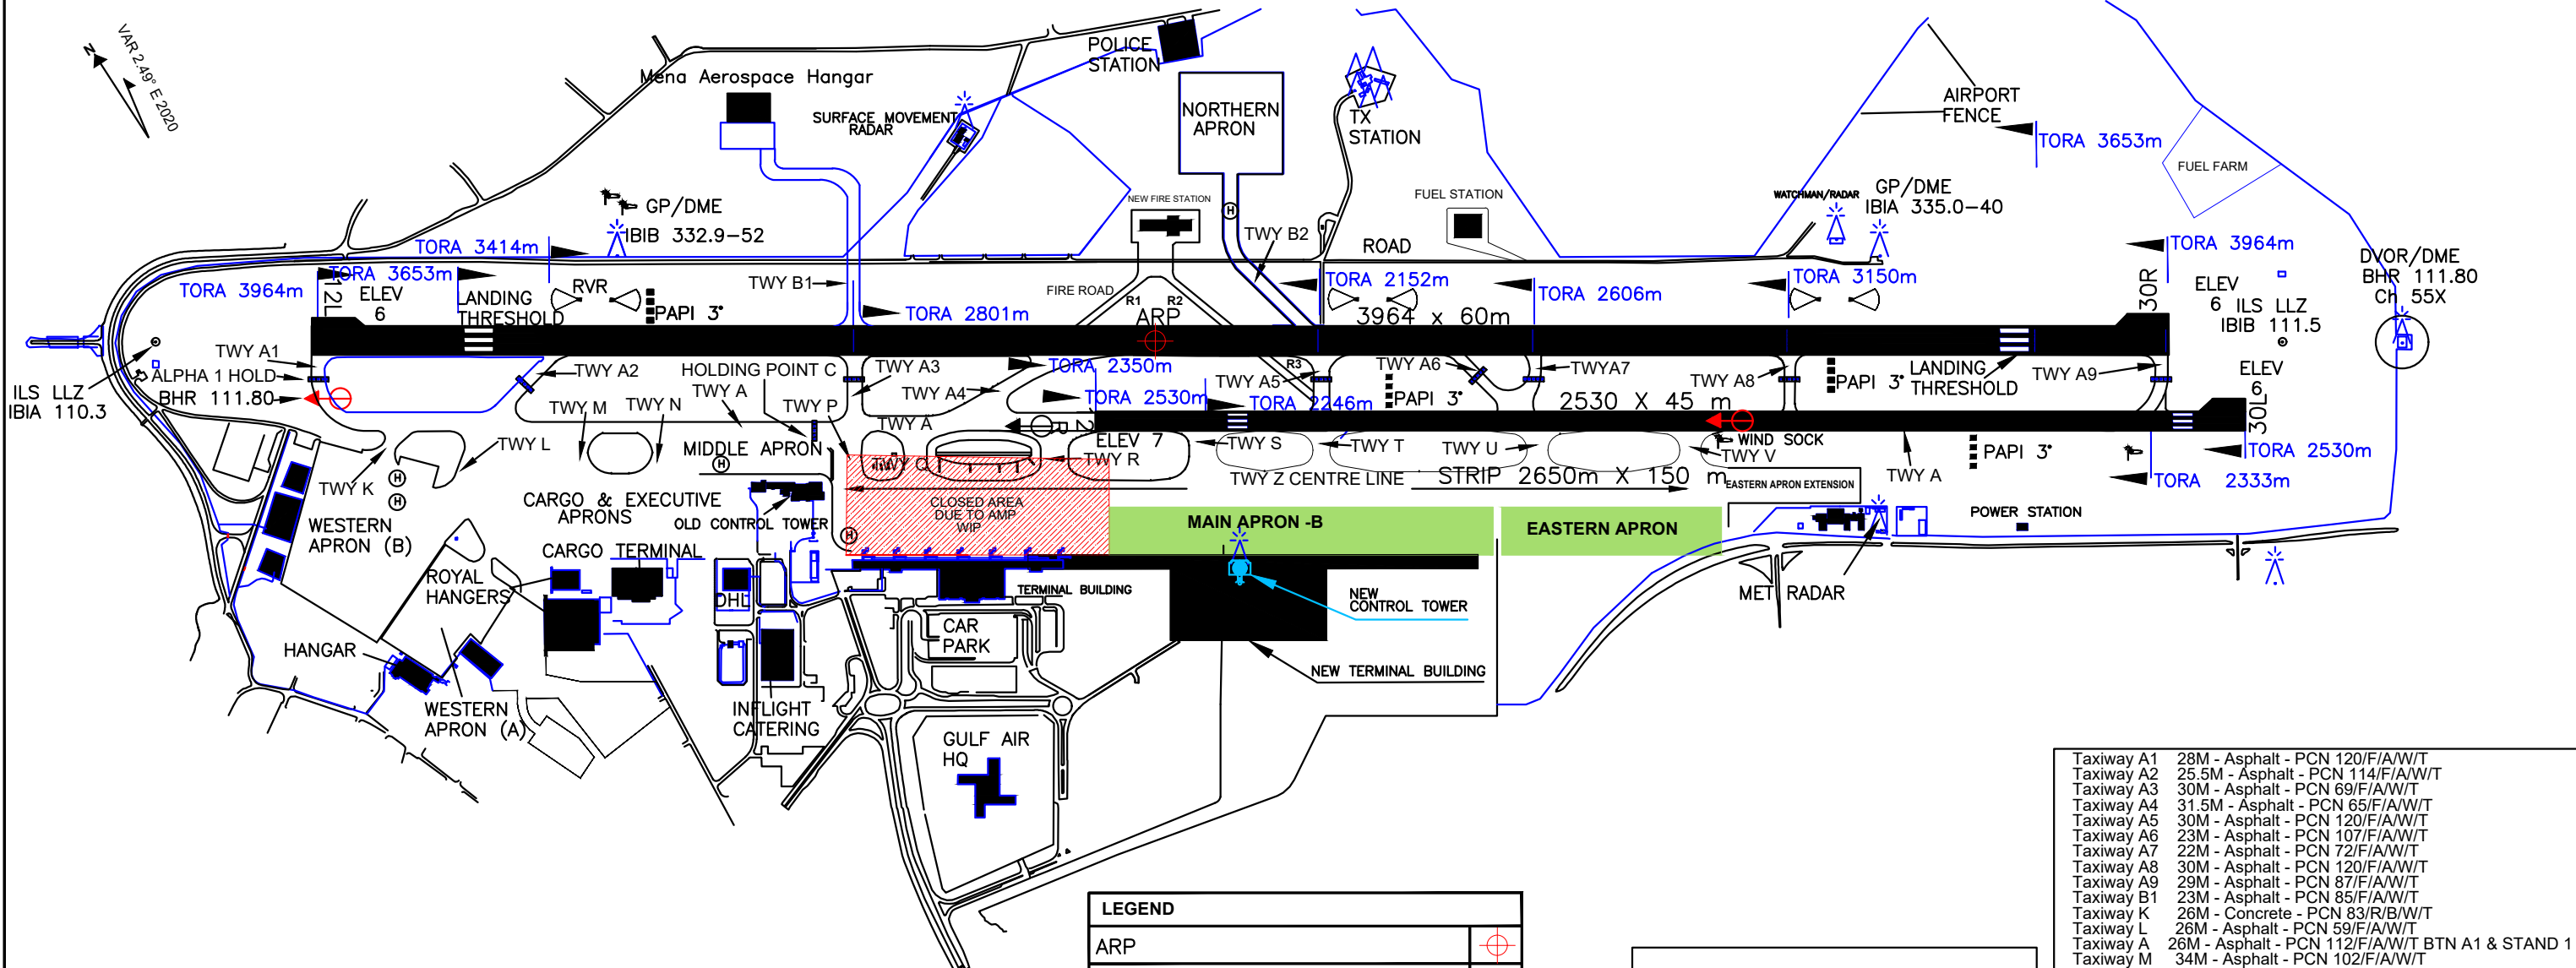 VAR 2.49° E 2020
N
POLICE
STATION
Mena Aerospace Hangar
SURFACE MOVEMENT
RADAR
NORTHERN
APRON
TX
STATION
AIRPORT
FENCE
TORA 3653m
FUEL FARM
NEW FIRE STATION
FUEL STATION
WATCHMAN/RADAR
GP/DME
IBIA 335.0-40
GP/DME
IBIB 332.9-52
H
TWY B2
ROAD
TORA 3414m
TORA 3653m
TORA 3964m
12L
ELEV
6
LANDING
THRESHOLD
RVR
PAPI 3°
TWY B1
TORA 2801m
FIRE ROAD
R1
R2
ARP
TORA 2152m
3964 x 60m
TORA 2606m
TORA 3150m
TORA 3964m
30R
ELEV
6
ILS LLZ
IBIB 111.5
DVOR/DME
BHR 111.80
Ch 55X
TWY A1
ALPHA 1 HOLD
BHR 111.80
ILS LLZ
IBIA 110.3
TWY A2
HOLDING POINT C
TWY A
TWY A3
TWY A4
TORA 2350m
TORA 2530m
TWY A5
R3
TORA 2246m
TWY A6
PAPI 3°
TWYA7
2530 X 45 m
TWY A8
PAPI 3°
LANDING
THRESHOLD
TWY A9
ELEV
6
30L
TWY M
TWY N
TWY P
TWY A
MIDDLE APRON
H
TWY L
TWY K
H
H
TWY Q
ELEV 7
TWY R
TWY S
TWY T
TWY U
WIND SOCK
TWY V
TWY A
PAPI 3°
TORA 2530m
TORA 2333m
TWY Z CENTRE LINE
STRIP 2650m X 150 m
EASTERN APRON EXTENSION
WESTERN
APRON (B)
CARGO & EXECUTIVE
APRONS
OLD CONTROL TOWER
H
CLOSED AREA
DUE TO AMP
WIP
MAIN APRON -B
EASTERN APRON
POWER STATION
CARGO TERMINAL
ROYAL
HANGERS
DHL
TERMINAL BUILDING
NEW
CONTROL TOWER
MET RADAR
HANGAR
CAR
PARK
NEW TERMINAL BUILDING
WESTERN
APRON (A)
INFLIGHT
CATERING
GULF AIR
HQ
Taxiway A1 28M - Asphalt - PCN 120/F/A/W/T
Taxiway A2 25.5M - Asphalt - PCN 114/F/A/W/T
Taxiway A3 30M - Asphalt - PCN 69/F/A/W/T
Taxiway A4 31.5M - Asphalt - PCN 65/F/A/W/T
Taxiway A5 30M - Asphalt - PCN 120/F/A/W/T
Taxiway A6 23M - Asphalt - PCN 107/F/A/W/T
Taxiway A7 22M - Asphalt - PCN 72/F/A/W/T
Taxiway A8 30M - Asphalt - PCN 120/F/A/W/T
Taxiway A9 29M - Asphalt - PCN 87/F/A/W/T
Taxiway B1 23M - Asphalt - PCN 85/F/A/W/T
Taxiway K 26M - Concrete - PCN 83/R/B/W/T
Taxiway L 26M - Asphalt - PCN 59/F/A/W/T
Taxiway A 26M - Asphalt - PCN 112/F/A/W/T BTN A1 & STAND 1
Taxiway M 34M - Asphalt - PCN 102/F/A/W/T
LEGEND
ARP